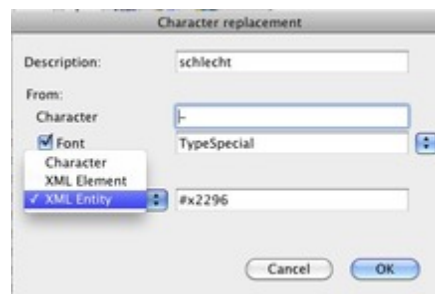 Character replacement
Description: schlecht
From:
Character
Font TypeSpecial
Character
XML Element
✓ XML Entity #x2296
Cancel OK